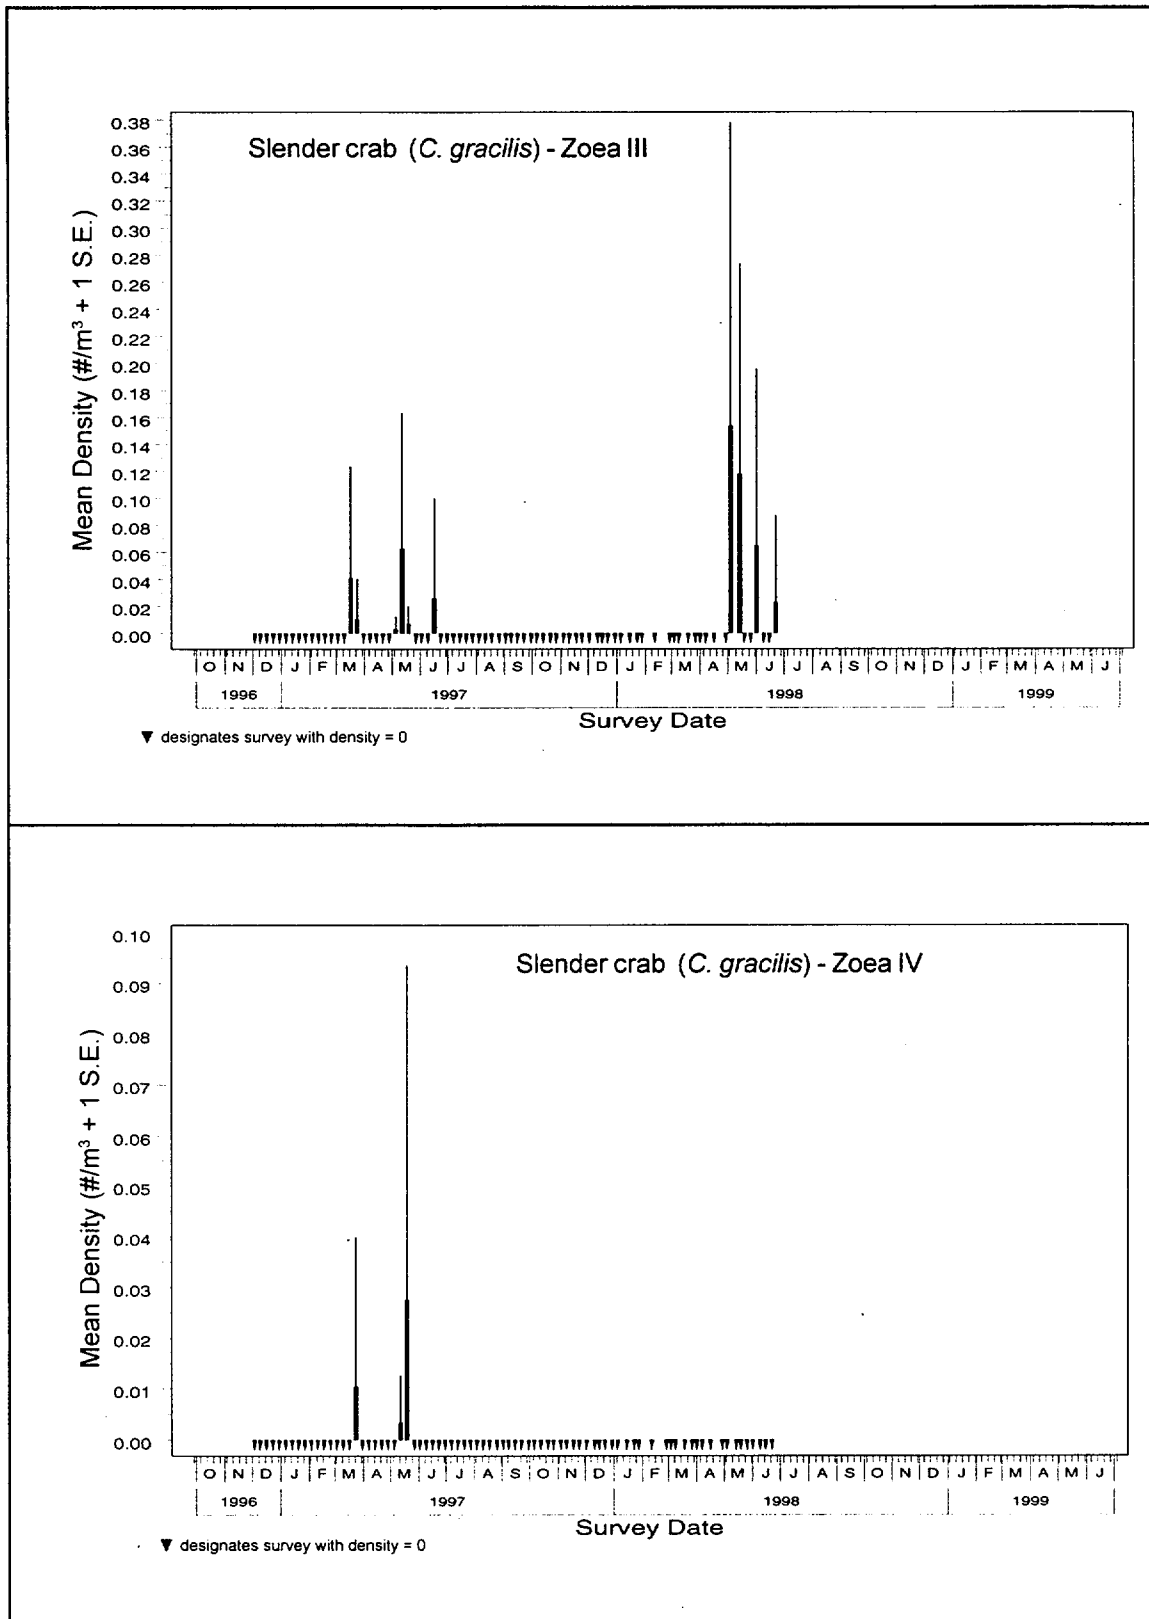 Slender crab (C. gracilis) - Zoea III
Mean Density (#/m³ + 1 S.E.)
0.38
0.36
0.34
0.32
0.30
0.28
0.26
0.24
0.22
0.20
0.18
0.16
0.14
0.12
0.10
0.08
0.06
0.04
0.02
0.00
O N D J F M A M J J A S O N D J F M A M J J A S O N D J F M A M J
1996 1997 1998 1999
Survey Date
▼ designates survey with density = 0
Slender crab (C. gracilis) - Zoea IV
Mean Density (#/m³ + 1 S.E.)
0.10
0.09
0.08
0.07
0.06
0.05
0.04
0.03
0.02
0.01
0.00
O N D J F M A M J J A S O N D J F M A M J J A S O N D J F M A M J
1996 1997 1998 1999
Survey Date
▼ designates survey with density = 0